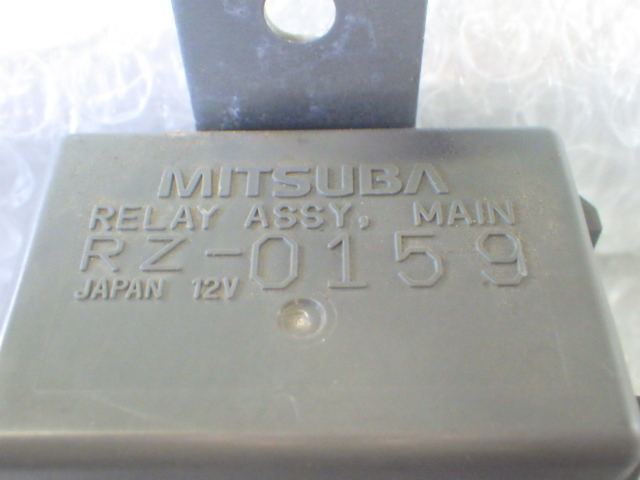 MITSUBA
RELAY ASSY, MAIN
RZ-0159
JAPAN 12V